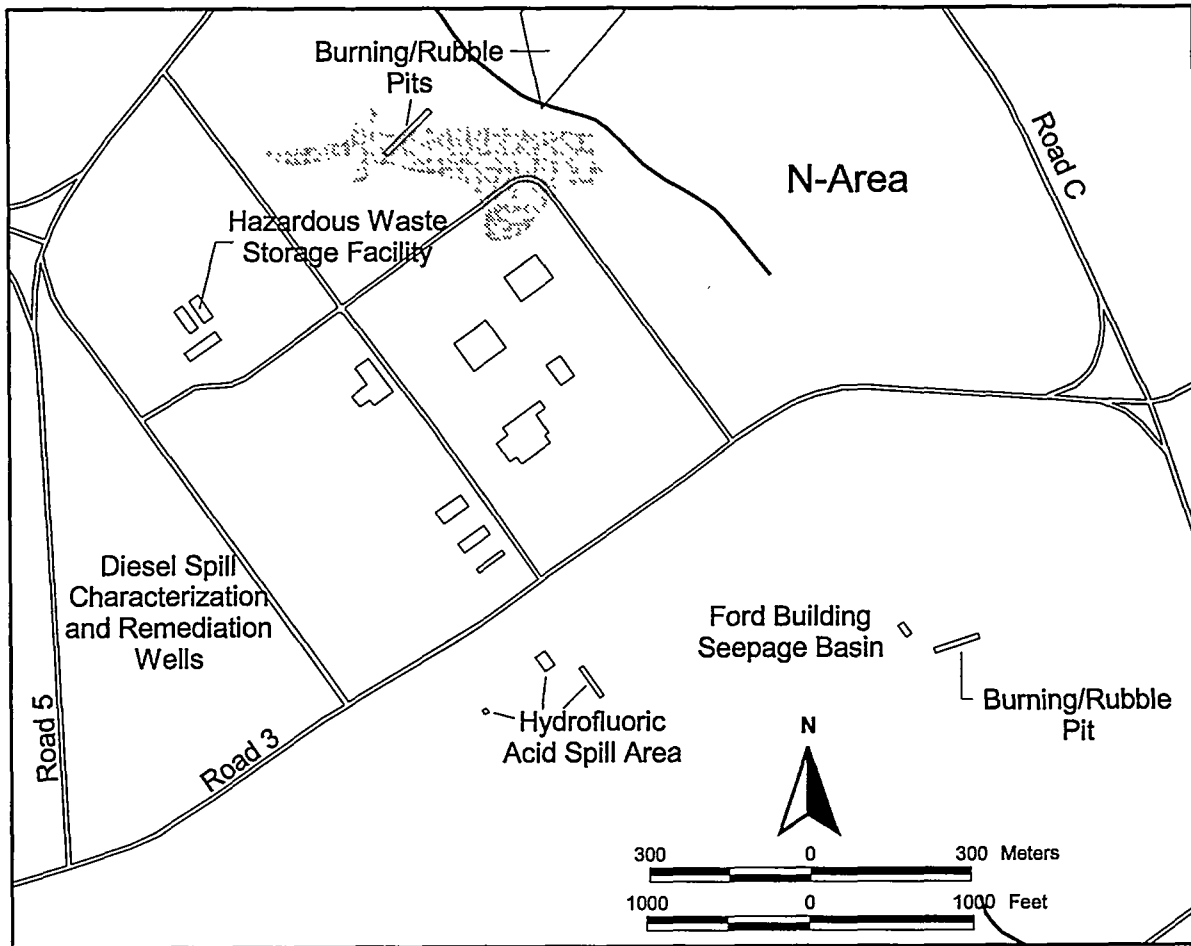 Burning/Rubble
Pits
N-Area
Road C
Hazardous Waste
Storage Facility
Diesel Spill
Characterization
and Remediation
Wells
Road 5
Road 3
Ford Building
Seepage Basin
Burning/Rubble
Pit
Hydrofluoric
Acid Spill Area
N
300 0 300 Meters
1000 0 1000 Feet